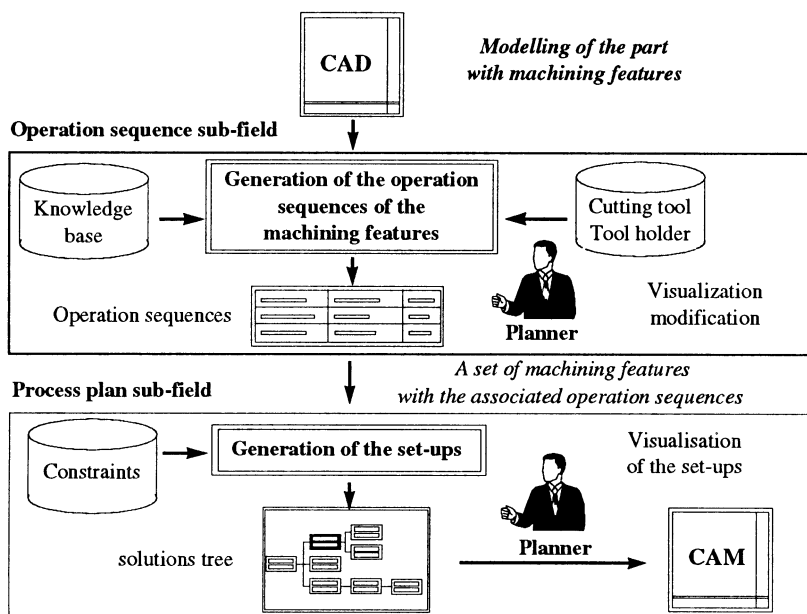 CAD
Modelling of the part
with machining features
Operation sequence sub-field
Knowledge
base
Generation of the operation
sequences of the
machining features
Cutting tool
Tool holder
Operation sequences
Planner
Visualization
modification
A set of machining features
with the associated operation sequences
Process plan sub-field
Constraints
Generation of the set-ups
Visualisation
of the set-ups
solutions tree
Planner
CAM